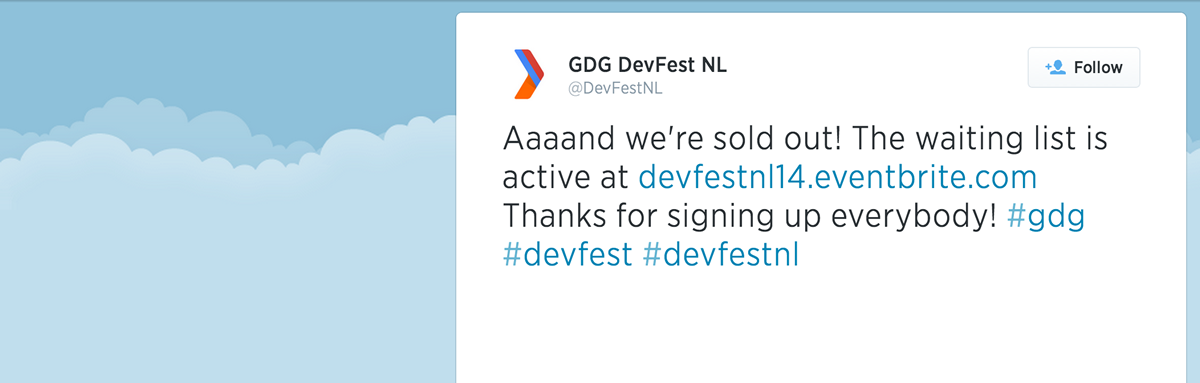 GDG DevFest NL
@DevFestNL
Follow
Aaaand we're sold out! The waiting list is
active at devfestnl14.eventbrite.com
Thanks for signing up everybody! #gdg
#devfest #devfestnl